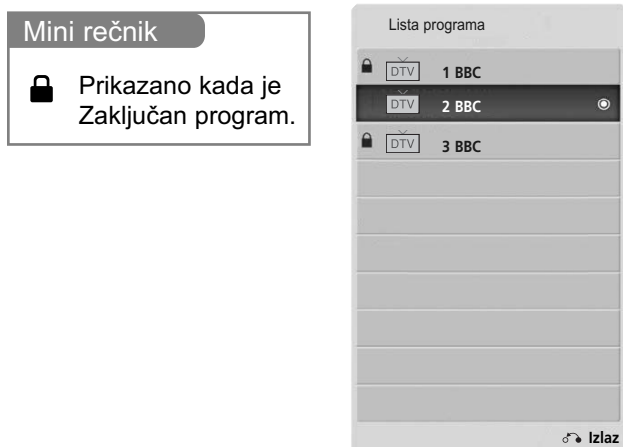 Mini rečnik
Prikazano kada je
Zaključan program.
Lista programa
DTV 1 BBC
DTV 2 BBC
DTV 3 BBC
Izlaz